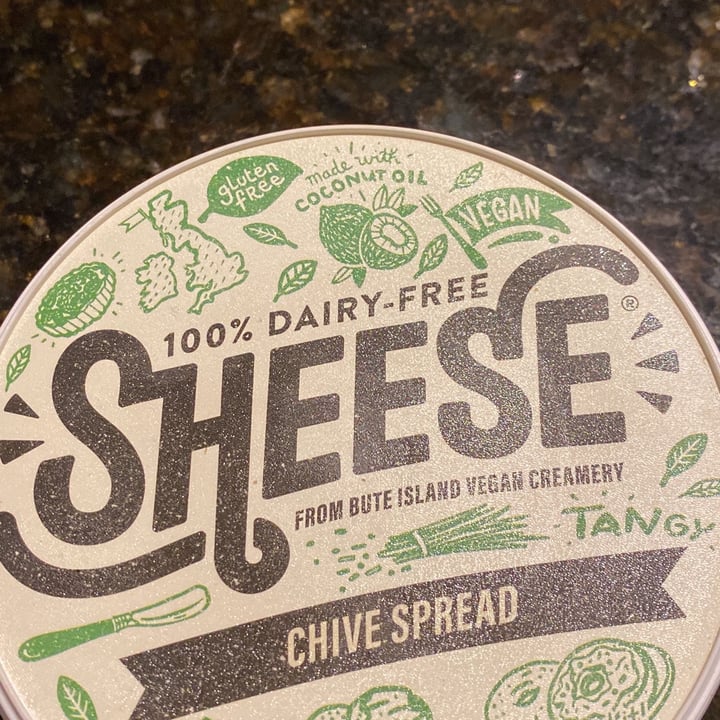 gluten
free
made with
COCONUT OIL
VEGAN
100% DAIRY-FREE
SHEESE®
FROM BUTE ISLAND VEGAN CREAMERY
TANGY
CHIVE SPREAD